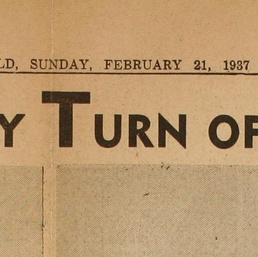 LD, SUNDAY, FEBRUARY 21, 1937
Y TURN OF